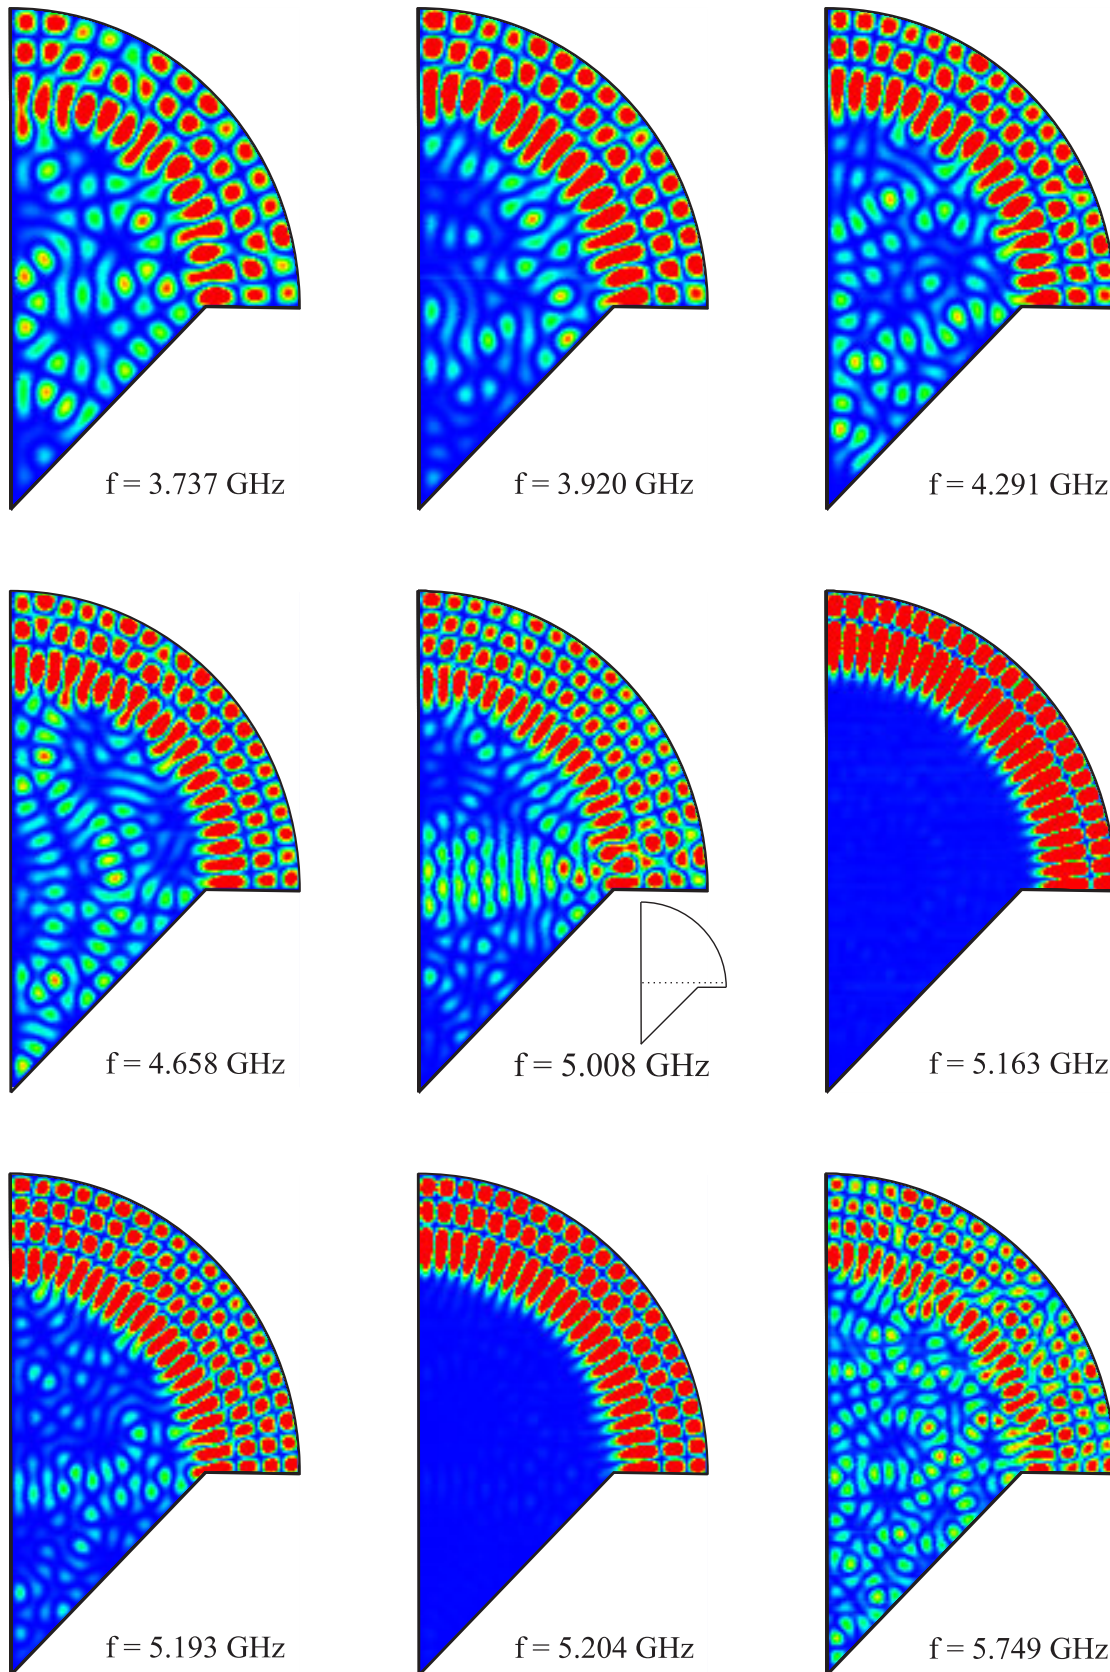 f = 3.737 GHz
f = 3.920 GHz
f = 4.291 GHz
f = 4.658 GHz
f = 5.008 GHz
f = 5.163 GHz
f = 5.193 GHz
f = 5.204 GHz
f = 5.749 GHz